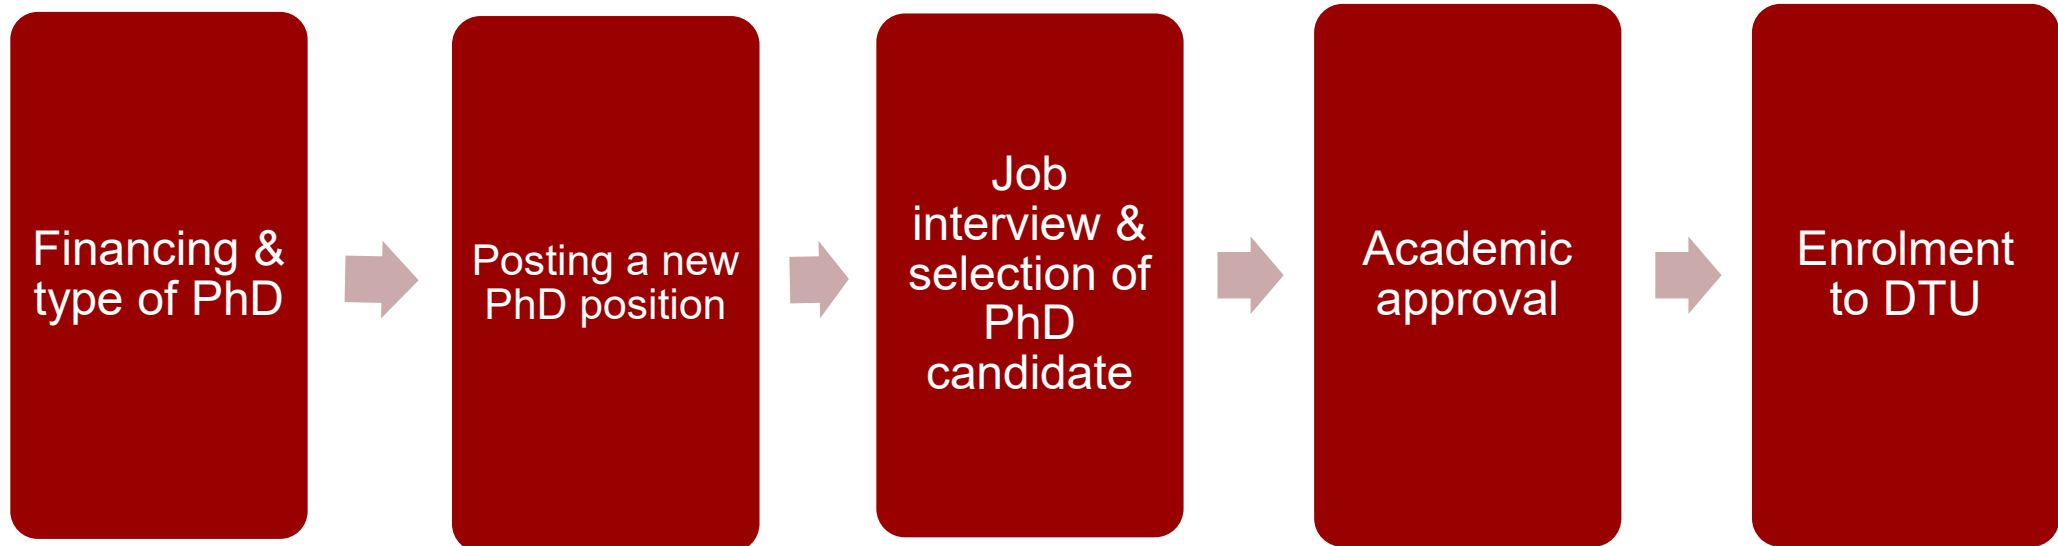 Financing &
type of PhD
Posting a new
PhD position
Job
interview &
selection of
PhD
candidate
Academic
approval
Enrolment
to DTU